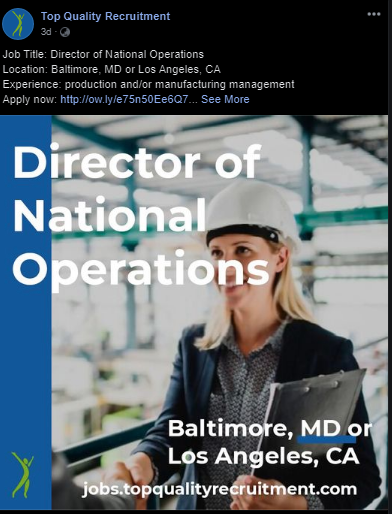 Top Quality Recruitment
3d ·
Job Title: Director of National Operations
Location: Baltimore, MD or Los Angeles, CA
Experience: production and/or manufacturing management
Apply now: http://ow.ly/e75n50Ee6Q7... See More
Director of
National
Operations
Baltimore, MD or
Los Angeles, CA
jobs.topqualityrecruitment.com